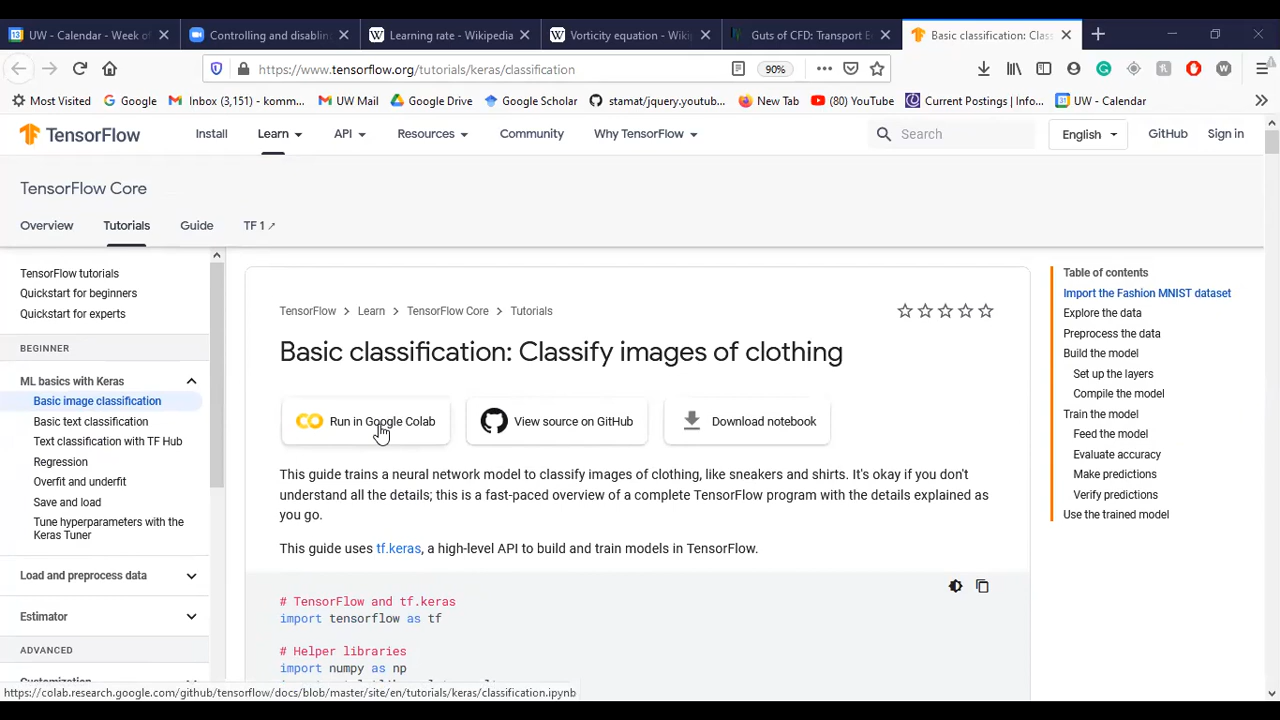 UW - Calendar - Week of
Controlling and disablin
Learning rate - Wikipedia
Vorticity equation - Wikip
Guts of CFD: Transport E
Basic classification: Class
https://www.tensorflow.org/tutorials/keras/classification
90%
Most Visited
Google
Inbox (3,151) - komm...
UW Mail
Google Drive
Google Scholar
stamat/jquery.youtub...
New Tab
(80) YouTube
Current Postings | Info...
UW - Calendar
TensorFlow
Install
Learn
API
Resources
Community
Why TensorFlow
Search
English
GitHub
Sign in
TensorFlow Core
Overview
Tutorials
Guide
TF 1
TensorFlow tutorials
Quickstart for beginners
Quickstart for experts
BEGINNER
ML basics with Keras
Basic image classification
Basic text classification
Text classification with TF Hub
Regression
Overfit and underfit
Save and load
Tune hyperparameters with the
Keras Tuner
Load and preprocess data
Estimator
ADVANCED
TensorFlow > Learn > TensorFlow Core > Tutorials
Basic classification: Classify images of clothing
Run in Google Colab
View source on GitHub
Download notebook
This guide trains a neural network model to classify images of clothing, like sneakers and shirts. It's okay if you don't
understand all the details; this is a fast-paced overview of a complete TensorFlow program with the details explained as
you go.
This guide uses tf.keras, a high-level API to build and train models in TensorFlow.
# TensorFlow and tf.keras
import tensorflow as tf
# Helper libraries
import numpy as np
Table of contents
Import the Fashion MNIST dataset
Explore the data
Preprocess the data
Build the model
Set up the layers
Compile the model
Train the model
Feed the model
Evaluate accuracy
Make predictions
Verify predictions
Use the trained model
https://colab.research.google.com/github/tensorflow/docs/blob/master/site/en/tutorials/keras/classification.ipynb